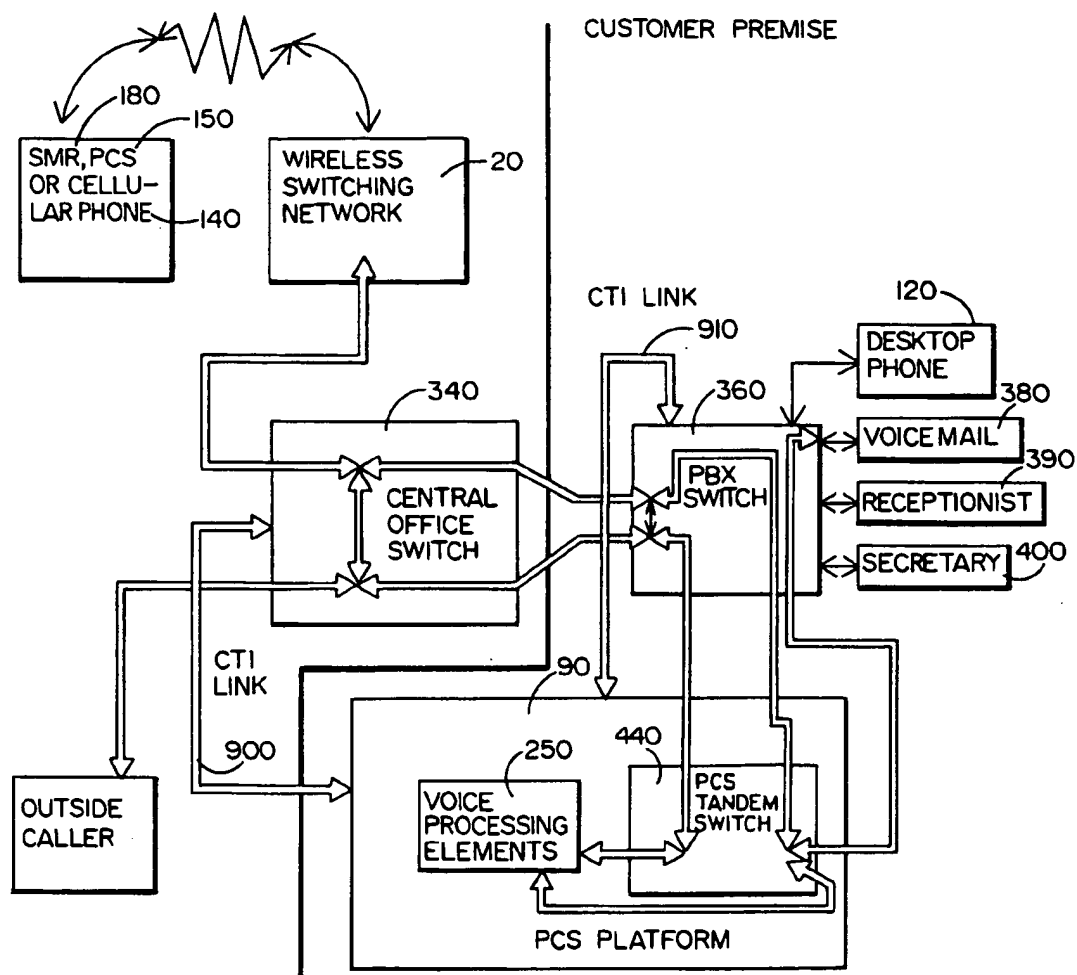 CUSTOMER PREMISE
180
150
SMR, PCS
OR CELLU-
LAR PHONE
140
WIRELESS
SWITCHING
NETWORK
20
CTI LINK
910
120
DESKTOP
PHONE
380
VOICE MAIL
390
RECEPTIONIST
SECRETARY
400
340
CENTRAL
OFFICE
SWITCH
360
PBX
SWITCH
CTI
LINK
900
OUTSIDE
CALLER
90
250
VOICE
PROCESSING
ELEMENTS
440
PCS
TANDEM
SWITCH
PCS PLATFORM